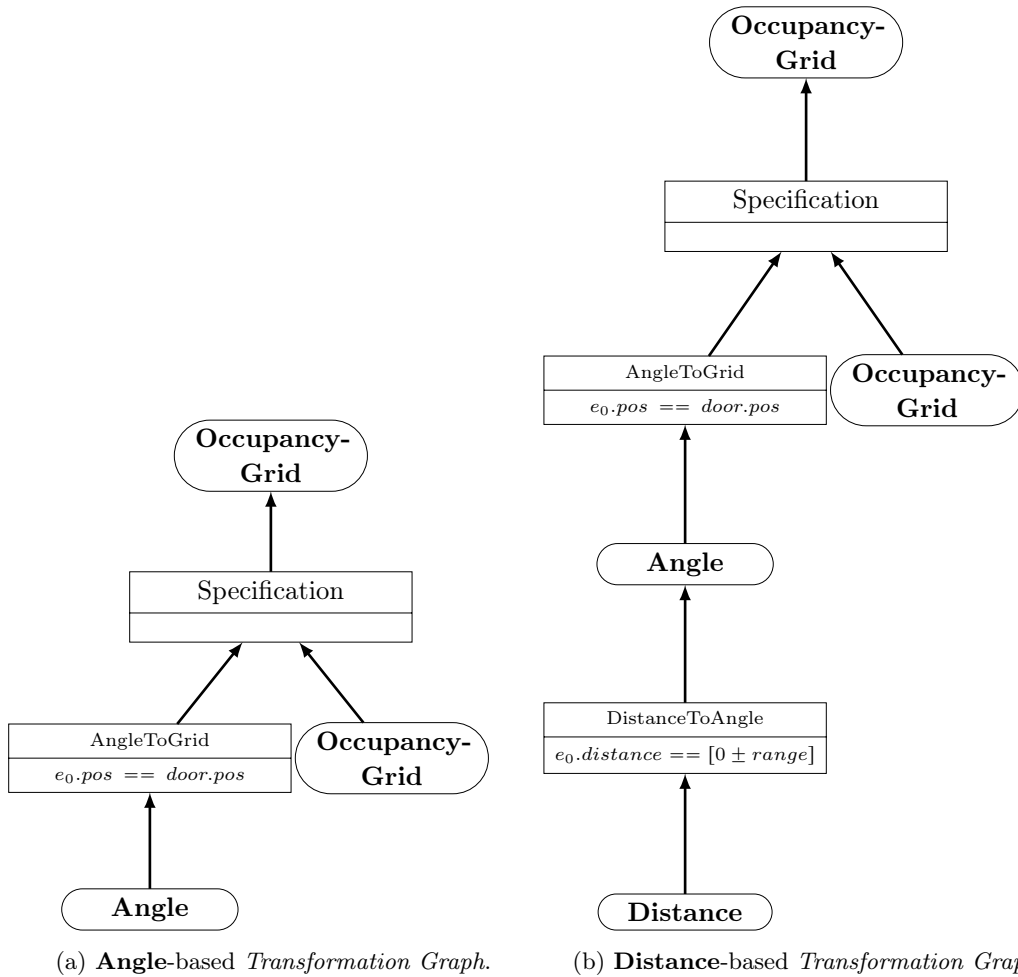 Occupancy-
Grid
Specification
AngleToGrid
e₀.pos == door.pos
Occupancy-
Grid
Angle
(a) Angle-based Transformation Graph.
Occupancy-
Grid
Specification
AngleToGrid
e₀.pos == door.pos
Occupancy-
Grid
Angle
DistanceToAngle
e₀.distance == [0 ± range]
Distance
(b) Distance-based Transformation Grap